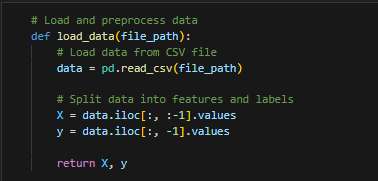 # Load and preprocess data
def load_data(file_path):
    # Load data from CSV file
    data = pd.read_csv(file_path)

    # Split data into features and labels
    X = data.iloc[:, :-1].values
    y = data.iloc[:, -1].values

    return X, y